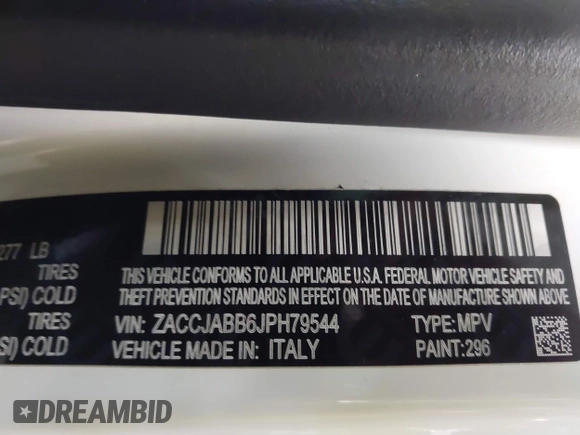 277 LB
TIRES
PSI) COLD
TIRES
SI) COLD
THIS VEHICLE CONFORMS TO ALL APPLICABLE U.S.A. FEDERAL MOTOR VEHICLE SAFETY AND
THEFT PREVENTION STANDARDS IN EFFECT ON THE DATE OF MANUFACTURE SHOWN ABOVE.
VIN: ZACCJABB6JPH79544 TYPE: MPV
VEHICLE MADE IN: ITALY PAINT: 296
DREAMBID